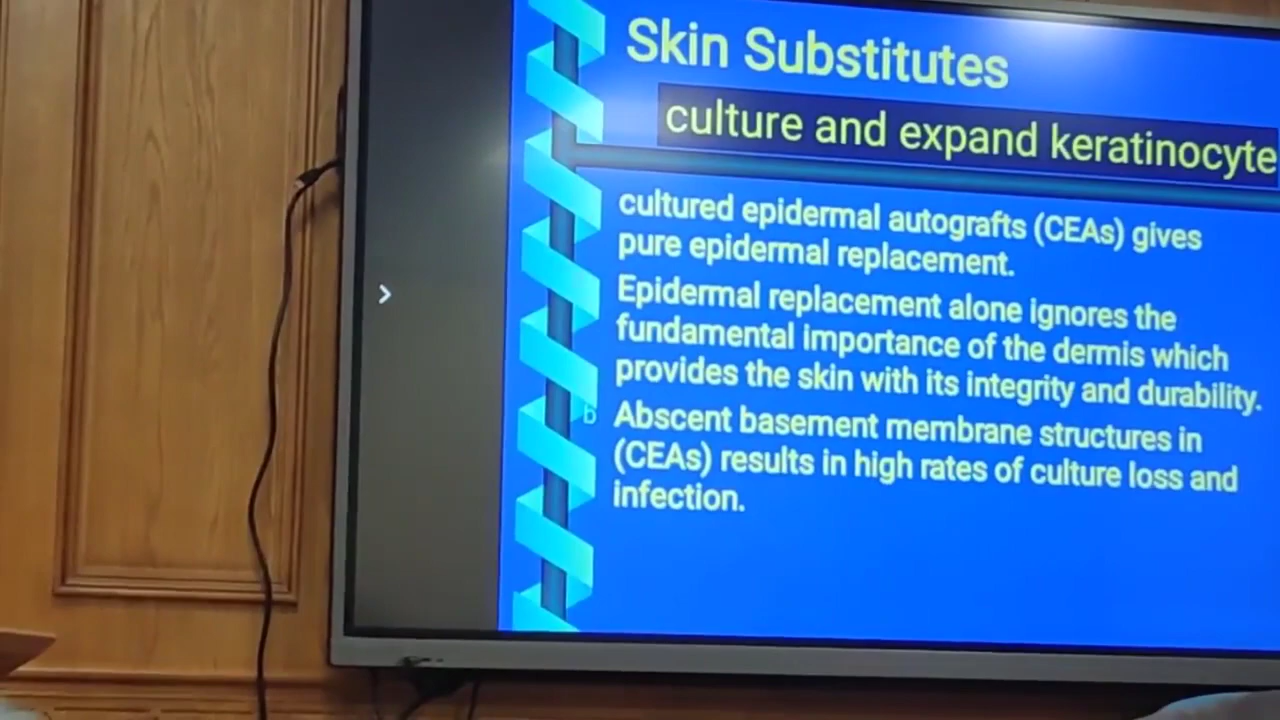 Skin Substitutes
culture and expand keratinocyte
cultured epidermal autografts (CEAs) gives
pure epidermal replacement.
Epidermal replacement alone ignores the
fundamental importance of the dermis which
provides the skin with its integrity and durability.
b Abscent basement membrane structures in
(CEAs) results in high rates of culture loss and
infection.